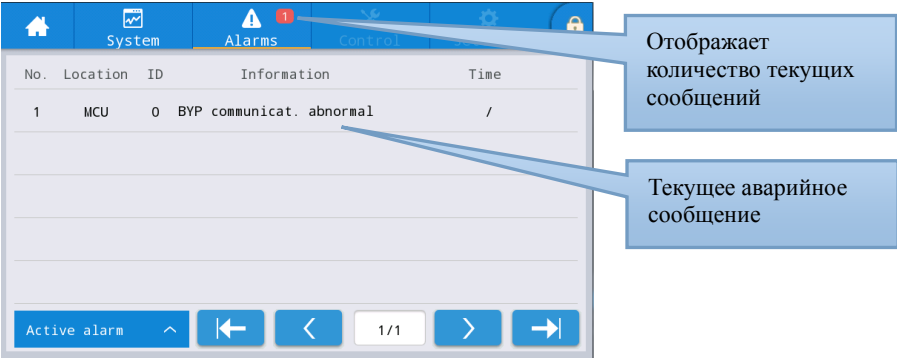 1
System Alarms Control
No. Location ID Information Time
1 MCU 0 BYP communicat. abnormal /
Active alarm 1/1
Отображает
количество текущих
сообщений
Текущее аварийное
сообщение